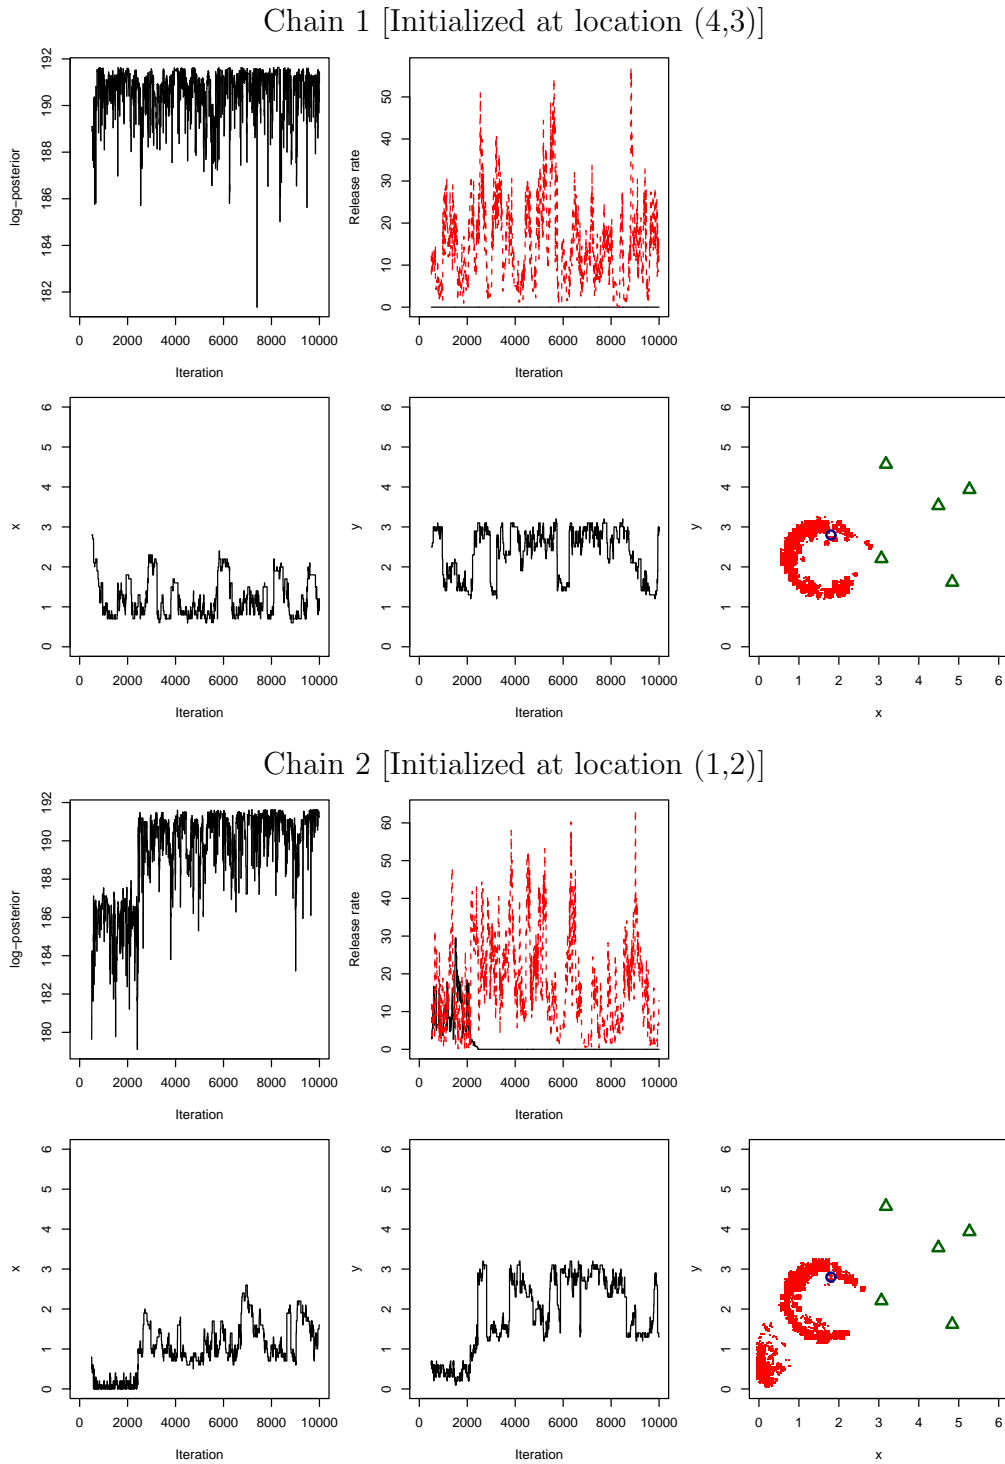 Chain 1 [Initialized at location (4,3)]
log−posterior
182 184 186 188 190 192
0 2000 4000 6000 8000 10000
Iteration
Release rate
0 10 20 30 40 50
0 2000 4000 6000 8000 10000
Iteration
x
0 1 2 3 4 5 6
0 2000 4000 6000 8000 10000
Iteration
y
0 1 2 3 4 5 6
0 2000 4000 6000 8000 10000
Iteration
y
0 1 2 3 4 5 6
0 1 2 3 4 5 6
x
Chain 2 [Initialized at location (1,2)]
log−posterior
180 182 184 186 188 190 192
0 2000 4000 6000 8000 10000
Iteration
Release rate
0 10 20 30 40 50 60
0 2000 4000 6000 8000 10000
Iteration
x
0 1 2 3 4 5 6
0 2000 4000 6000 8000 10000
Iteration
y
0 1 2 3 4 5 6
0 2000 4000 6000 8000 10000
Iteration
y
0 1 2 3 4 5 6
0 1 2 3 4 5 6
x